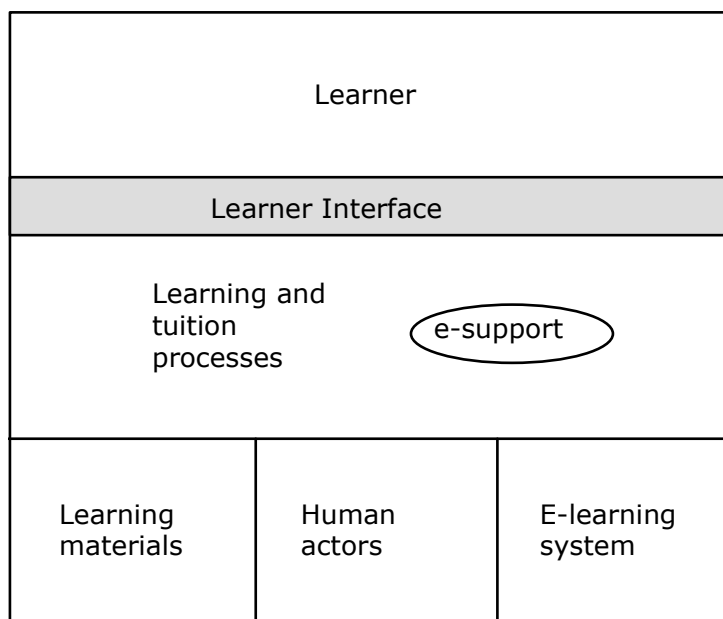 Learner
Learner Interface
Learning and
tuition
processes
e-support
Learning
materials
Human
actors
E-learning
system